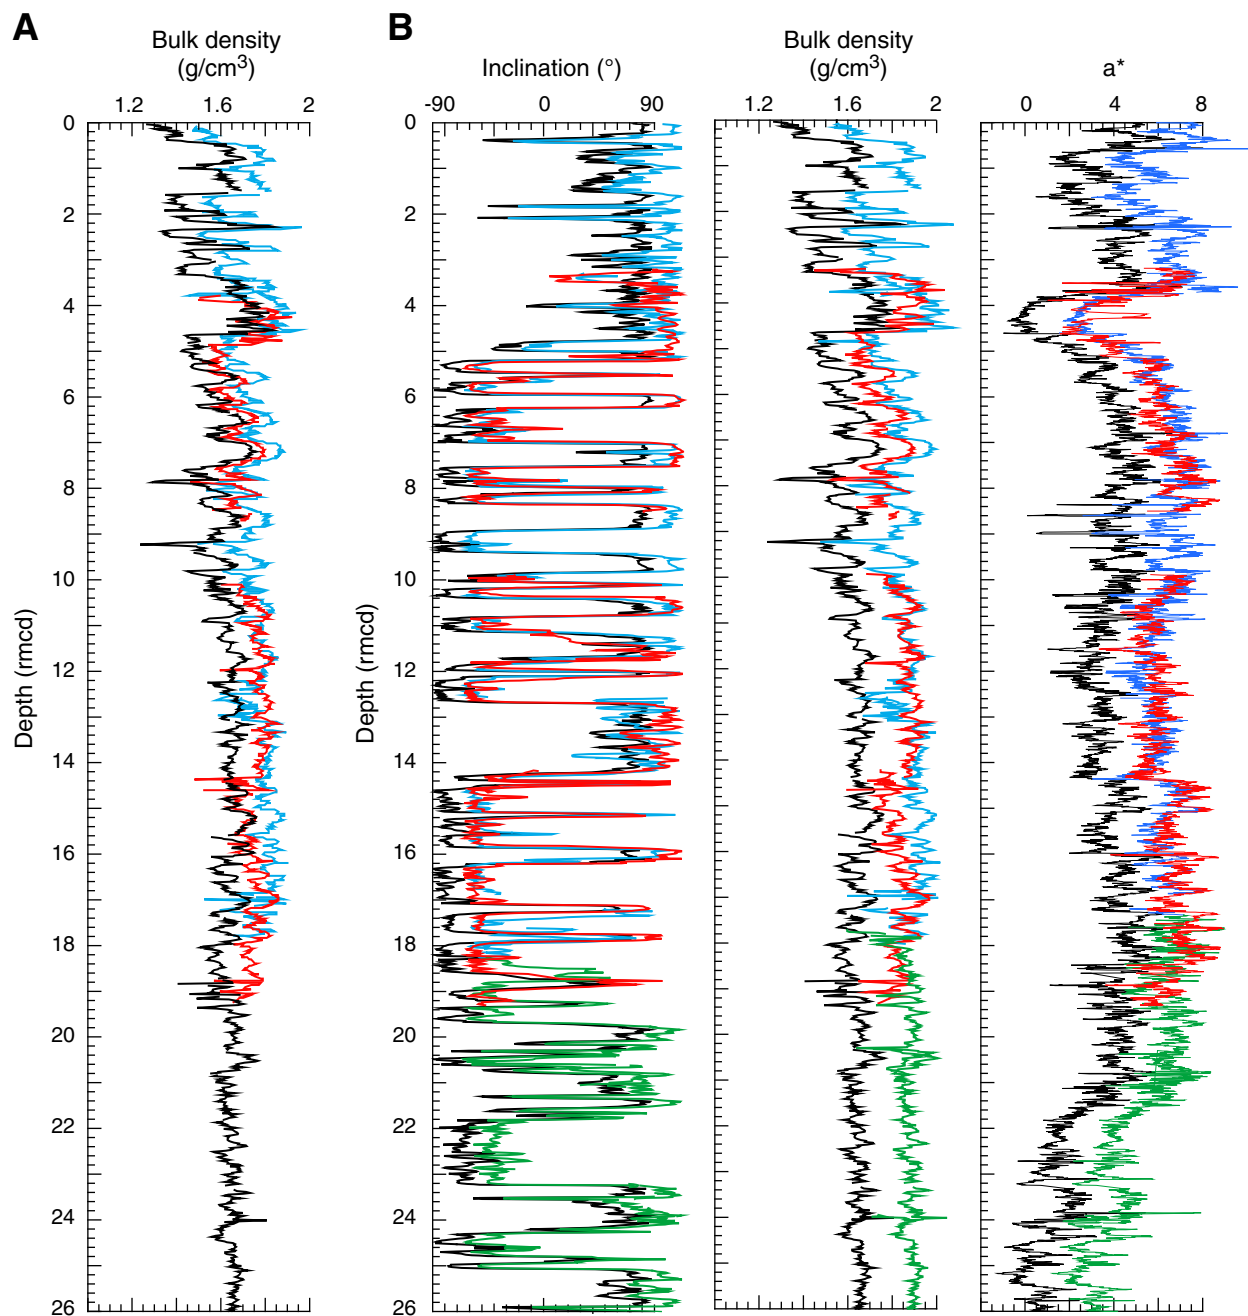 A
B
Bulk density
(g/cm³)
Inclination (°)
Bulk density
(g/cm³)
a*
1.2 1.6 2
-90 0 90
1.2 1.6 2
0 4 8
0 0
2 2
4 4
6 6
8 8
10 10
12 12
14 14
16 16
18 18
20 20
22 22
24 24
26 26
Depth (rmcd)
Depth (rmcd)